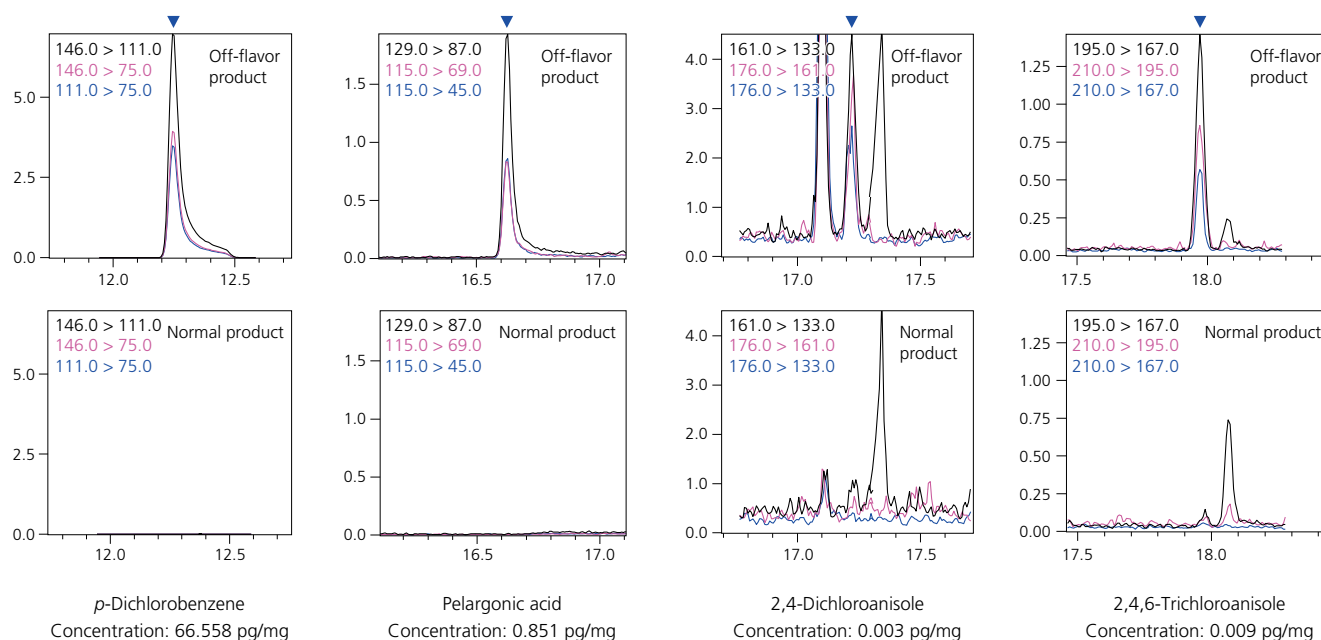 146.0 > 111.0
146.0 > 75.0
111.0 > 75.0
Off-flavor
product
5.0
2.5
0.0
12.0
12.5
129.0 > 87.0
115.0 > 69.0
115.0 > 45.0
Off-flavor
product
1.5
1.0
0.5
0.0
16.5
17.0
161.0 > 133.0
176.0 > 161.0
176.0 > 133.0
Off-flavor
product
4.0
3.0
2.0
1.0
0.0
17.0
17.5
195.0 > 167.0
210.0 > 195.0
210.0 > 167.0
Off-flavor
product
1.25
1.00
0.75
0.50
0.25
0.00
17.5
18.0
146.0 > 111.0
146.0 > 75.0
111.0 > 75.0
Normal product
5.0
2.5
0.0
12.0
12.5
129.0 > 87.0
115.0 > 69.0
115.0 > 45.0
Normal product
1.5
1.0
0.5
0.0
16.5
17.0
161.0 > 133.0
176.0 > 161.0
176.0 > 133.0
Normal
product
4.0
3.0
2.0
1.0
0.0
17.0
17.5
195.0 > 167.0
210.0 > 195.0
210.0 > 167.0
Normal product
1.25
1.00
0.75
0.50
0.25
0.00
17.5
18.0
p-Dichlorobenzene
Concentration: 66.558 pg/mg
Pelargonic acid
Concentration: 0.851 pg/mg
2,4-Dichloroanisole
Concentration: 0.003 pg/mg
2,4,6-Trichloroanisole
Concentration: 0.009 pg/mg